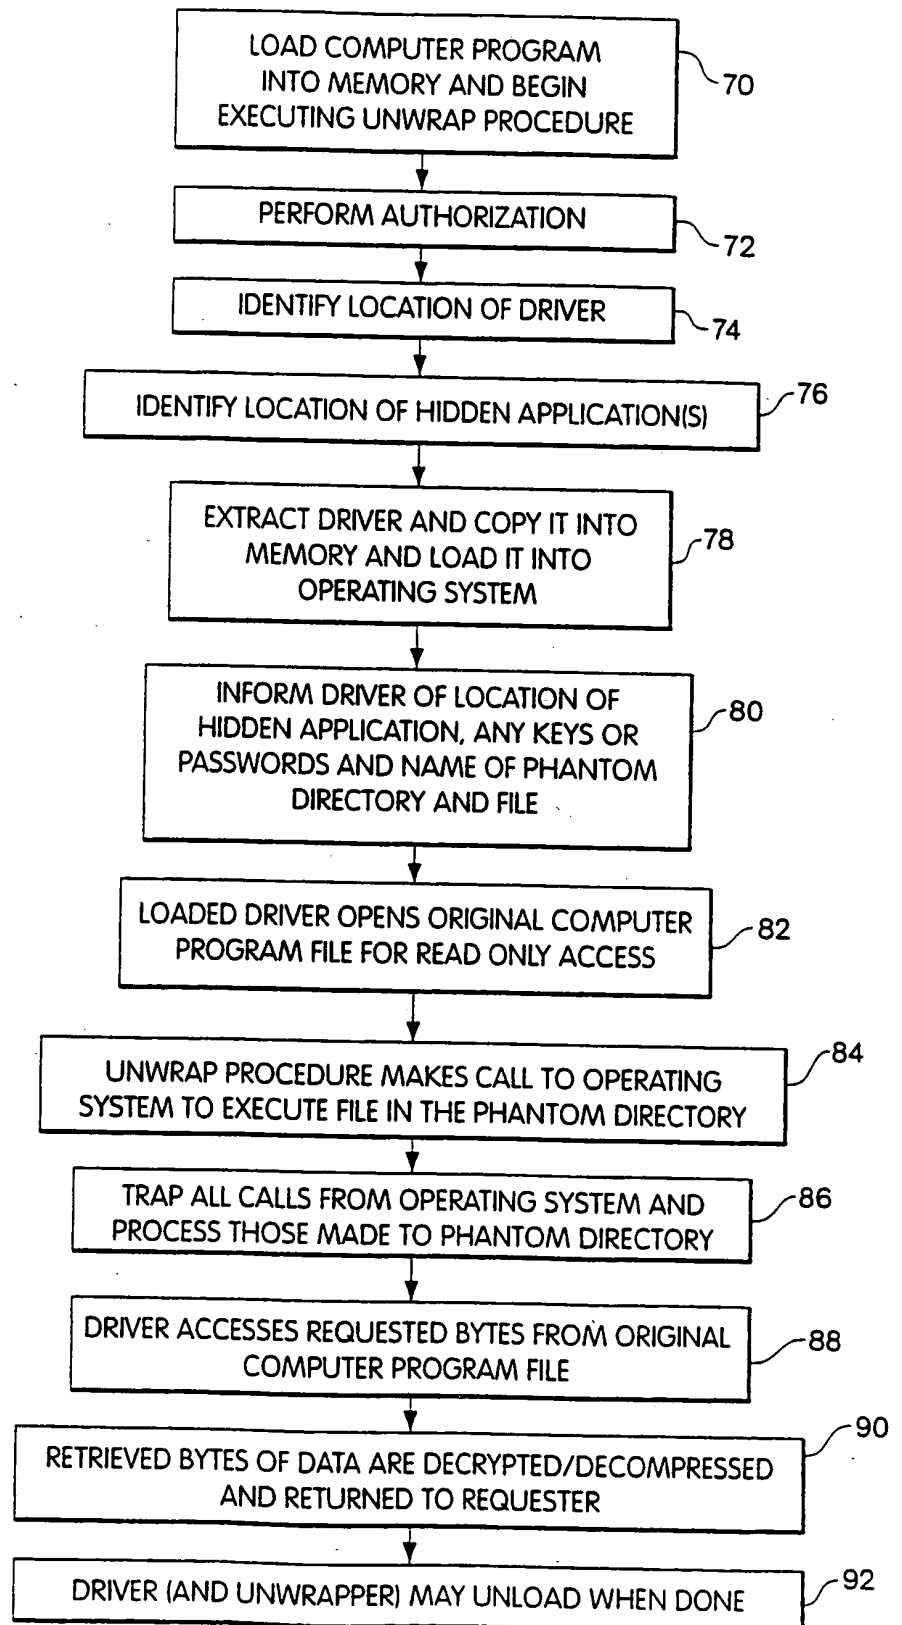 LOAD COMPUTER PROGRAM
INTO MEMORY AND BEGIN
EXECUTING UNWRAP PROCEDURE
70
PERFORM AUTHORIZATION
72
IDENTIFY LOCATION OF DRIVER
74
IDENTIFY LOCATION OF HIDDEN APPLICATION(S)
76
EXTRACT DRIVER AND COPY IT INTO
MEMORY AND LOAD IT INTO
OPERATING SYSTEM
78
INFORM DRIVER OF LOCATION OF
HIDDEN APPLICATION, ANY KEYS OR
PASSWORDS AND NAME OF PHANTOM
DIRECTORY AND FILE
80
LOADED DRIVER OPENS ORIGINAL COMPUTER
PROGRAM FILE FOR READ ONLY ACCESS
82
UNWRAP PROCEDURE MAKES CALL TO OPERATING
SYSTEM TO EXECUTE FILE IN THE PHANTOM DIRECTORY
84
TRAP ALL CALLS FROM OPERATING SYSTEM AND
PROCESS THOSE MADE TO PHANTOM DIRECTORY
86
DRIVER ACCESSES REQUESTED BYTES FROM ORIGINAL
COMPUTER PROGRAM FILE
88
RETRIEVED BYTES OF DATA ARE DECRYPTED/DECOMPRESSED
AND RETURNED TO REQUESTER
90
DRIVER (AND UNWRAPPER) MAY UNLOAD WHEN DONE
92